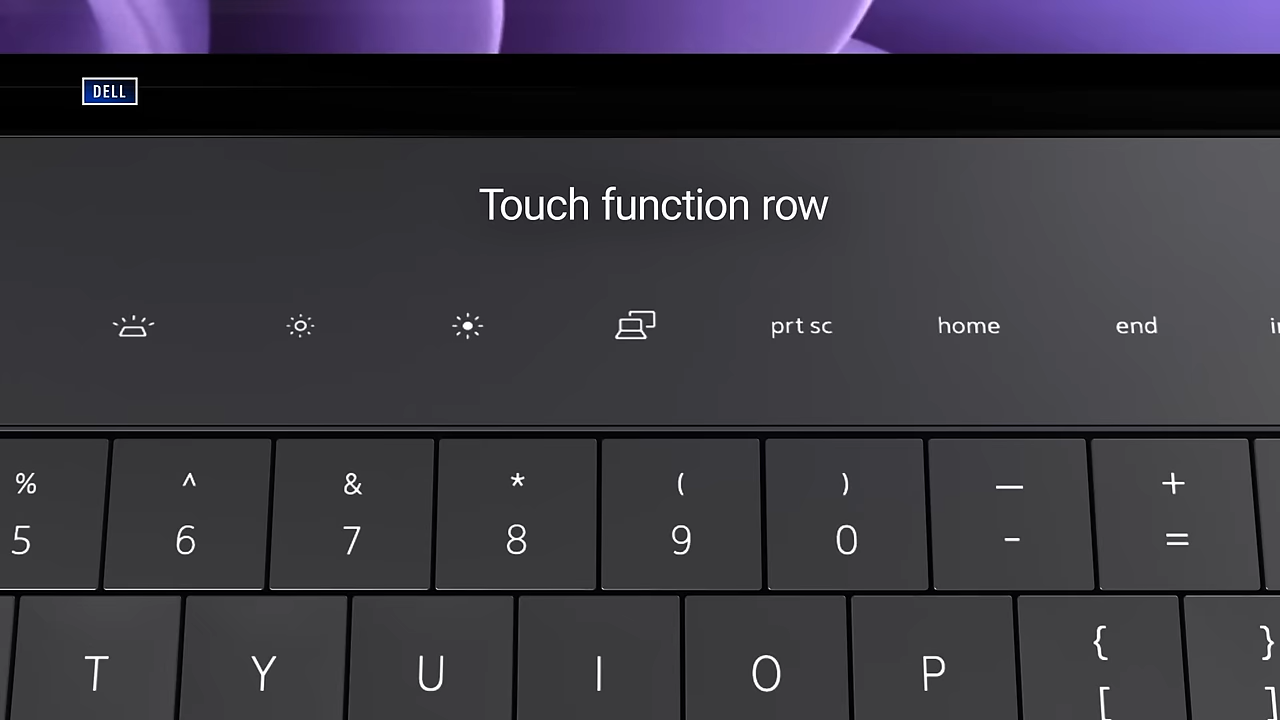 DELL
Touch function row
prt sc home end
% ^ & * ( ) — +
5 6 7 8 9 0 - =
T Y U I O P { }
[ ]